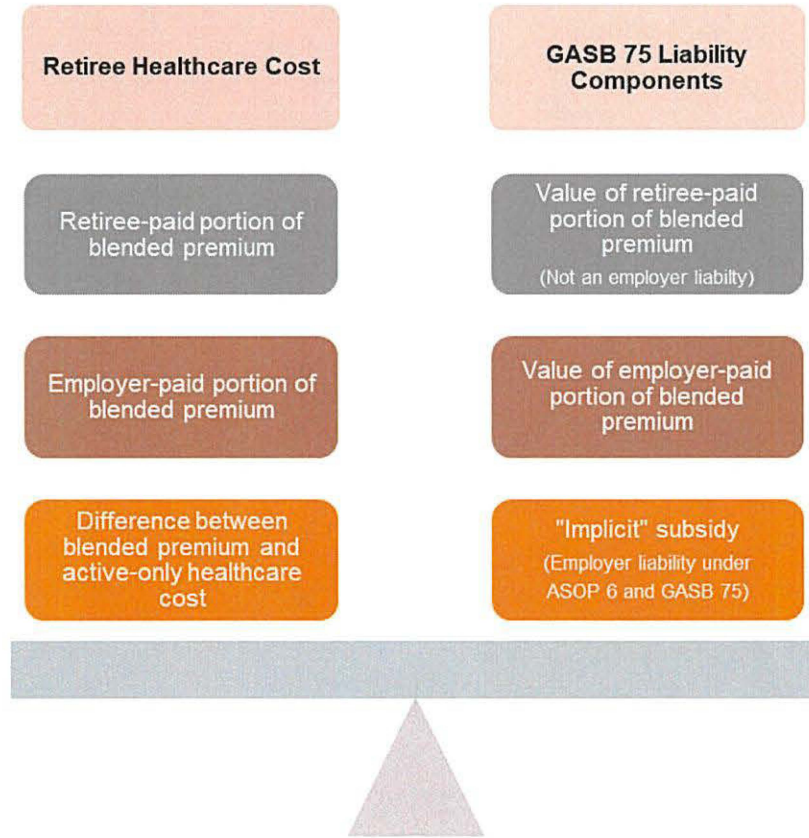 Retiree Healthcare Cost
GASB 75 Liability
Components
Retiree-paid portion of
blended premium
Value of retiree-paid
portion of blended
premium
(Not an employer liabilty)
Employer-paid portion of
blended premium
Value of employer-paid
portion of blended
premium
Difference between
blended premium and
active-only healthcare
cost
"Implicit" subsidy
(Employer liability under
ASOP 6 and GASB 75)